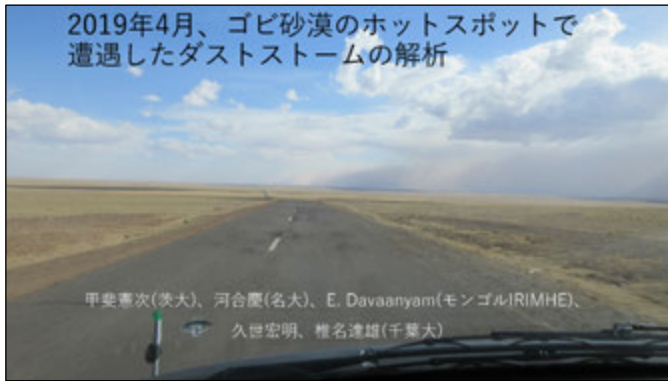 2019年4月、ゴビ砂漠のホットスポットで
遭遇したダストストームの解析
甲斐憲次(茨大)、河合慶(名大)、E. Davaanyam(モンゴルIRIMHE)、
久世宏明、椎名達雄(千葉大)